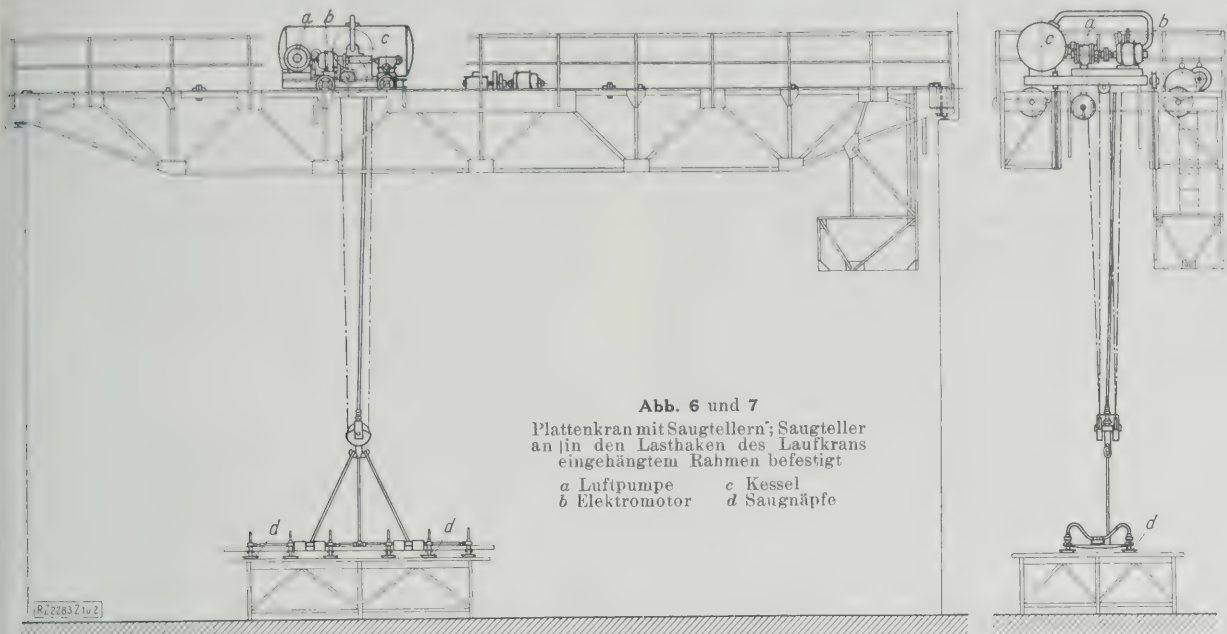 a b
c
a b
c
Abb. 6 und 7
Plattenkran mit Saugtellern; Saugteller
an in den Lasthaken des Laufkrans
eingehängtem Rahmen befestigt
a Luftpumpe c Kessel
b Elektromotor d Saugnäpfe
d d
d
RZ2283Z1u2